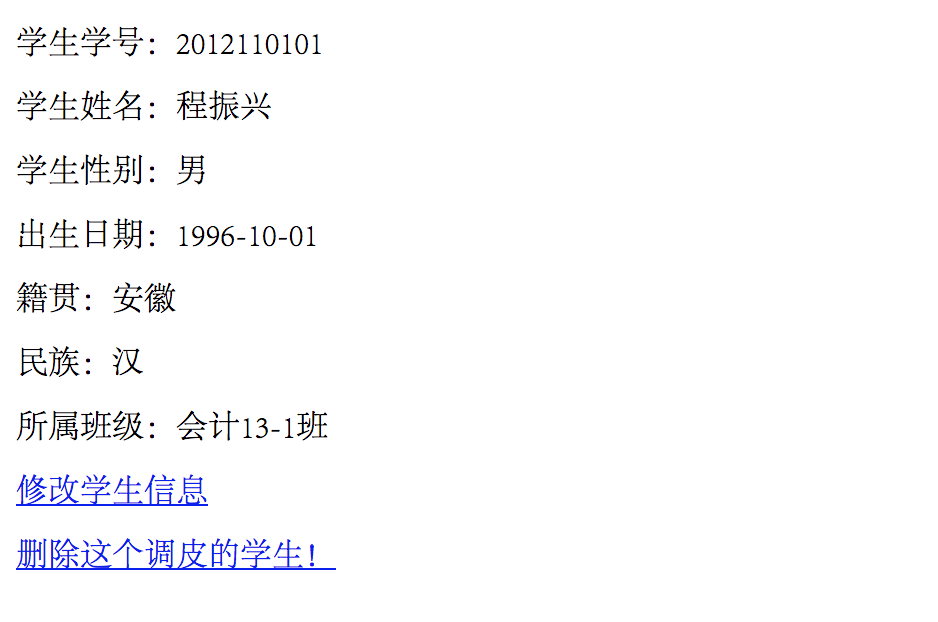 学生学号：2012110101
学生姓名：程振兴
学生性别：男
出生日期：1996-10-01
籍贯：安徽
民族：汉
所属班级：会计13-1班
修改学生信息
删除这个调皮的学生！